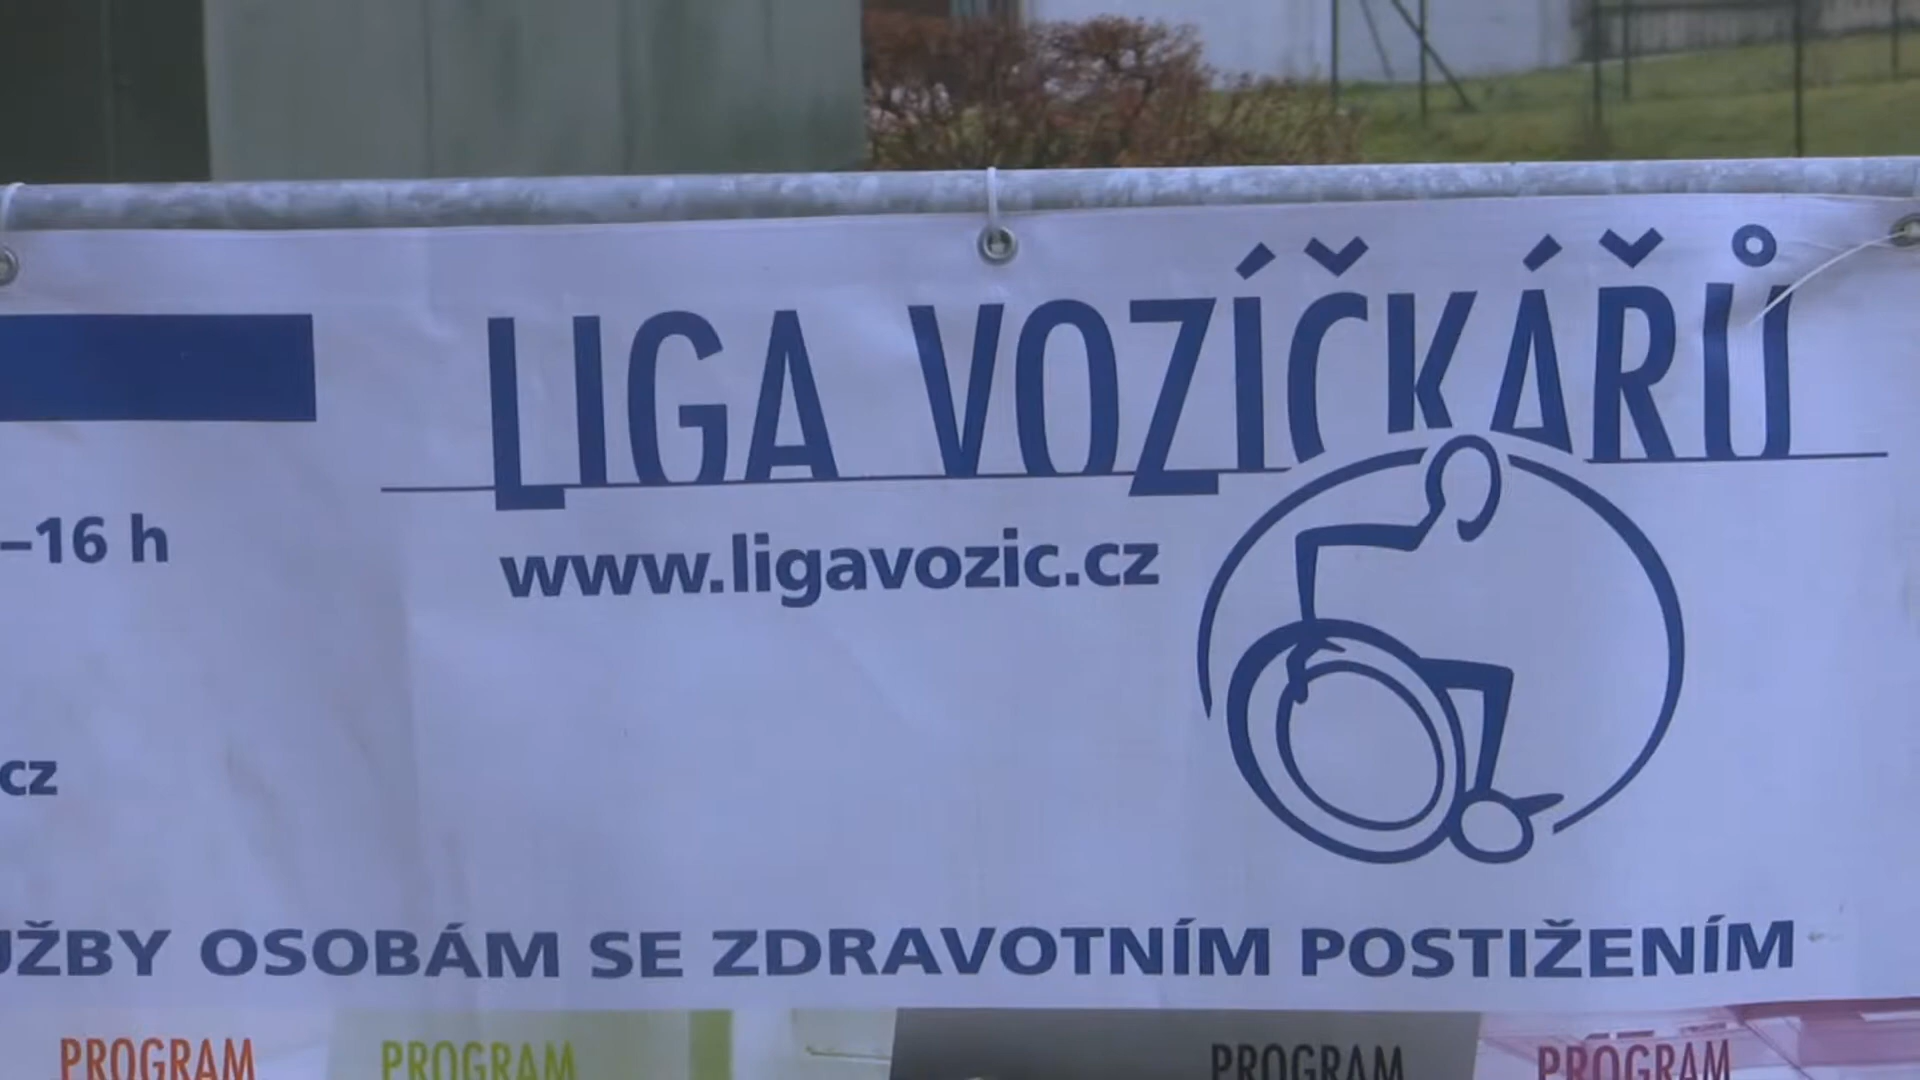 LIGA VOZÍČKÁŘŮ
–16 h
www.ligavozic.cz
cz
UŽBY OSOBÁM SE ZDRAVOTNÍM POSTIŽENÍM
PROGRAM PROGRAM PROGRAM PROGRAM